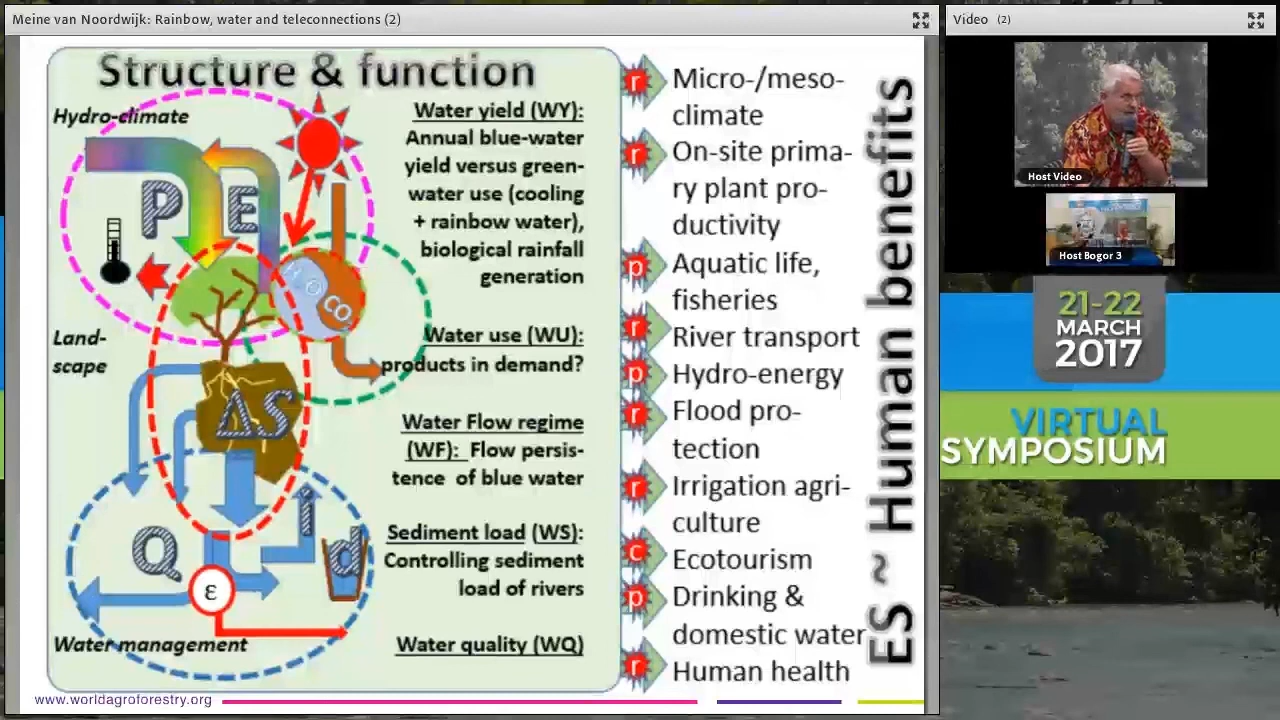 Meine van Noordwijk: Rainbow, water and teleconnections (2)
Structure & function
Hydro-climate
P
E
H₂O
CO₂
Land-
scape
ΔS
Q
I
d
ε
Water management
Water yield (WY):
Annual blue-water
yield versus green-
water use (cooling
+ rainbow water),
biological rainfall
generation
Water use (WU):
products in demand?
Water Flow regime
(WF): Flow persis-
tence of blue water
Sediment load (WS):
Controlling sediment
load of rivers
Water quality (WQ)
r Micro-/meso-
climate
r On-site prima-
ry plant pro-
ductivity
p Aquatic life,
fisheries
r River transport
p Hydro-energy
r Flood pro-
tection
r Irrigation agri-
culture
c Ecotourism
p Drinking &
domestic water
r Human health
ES ~ Human benefits
www.worldagroforestry.org
Video (2)
Host Video
Host Bogor 3
21-22
MARCH
2017
VIRTUAL
SYMPOSIUM